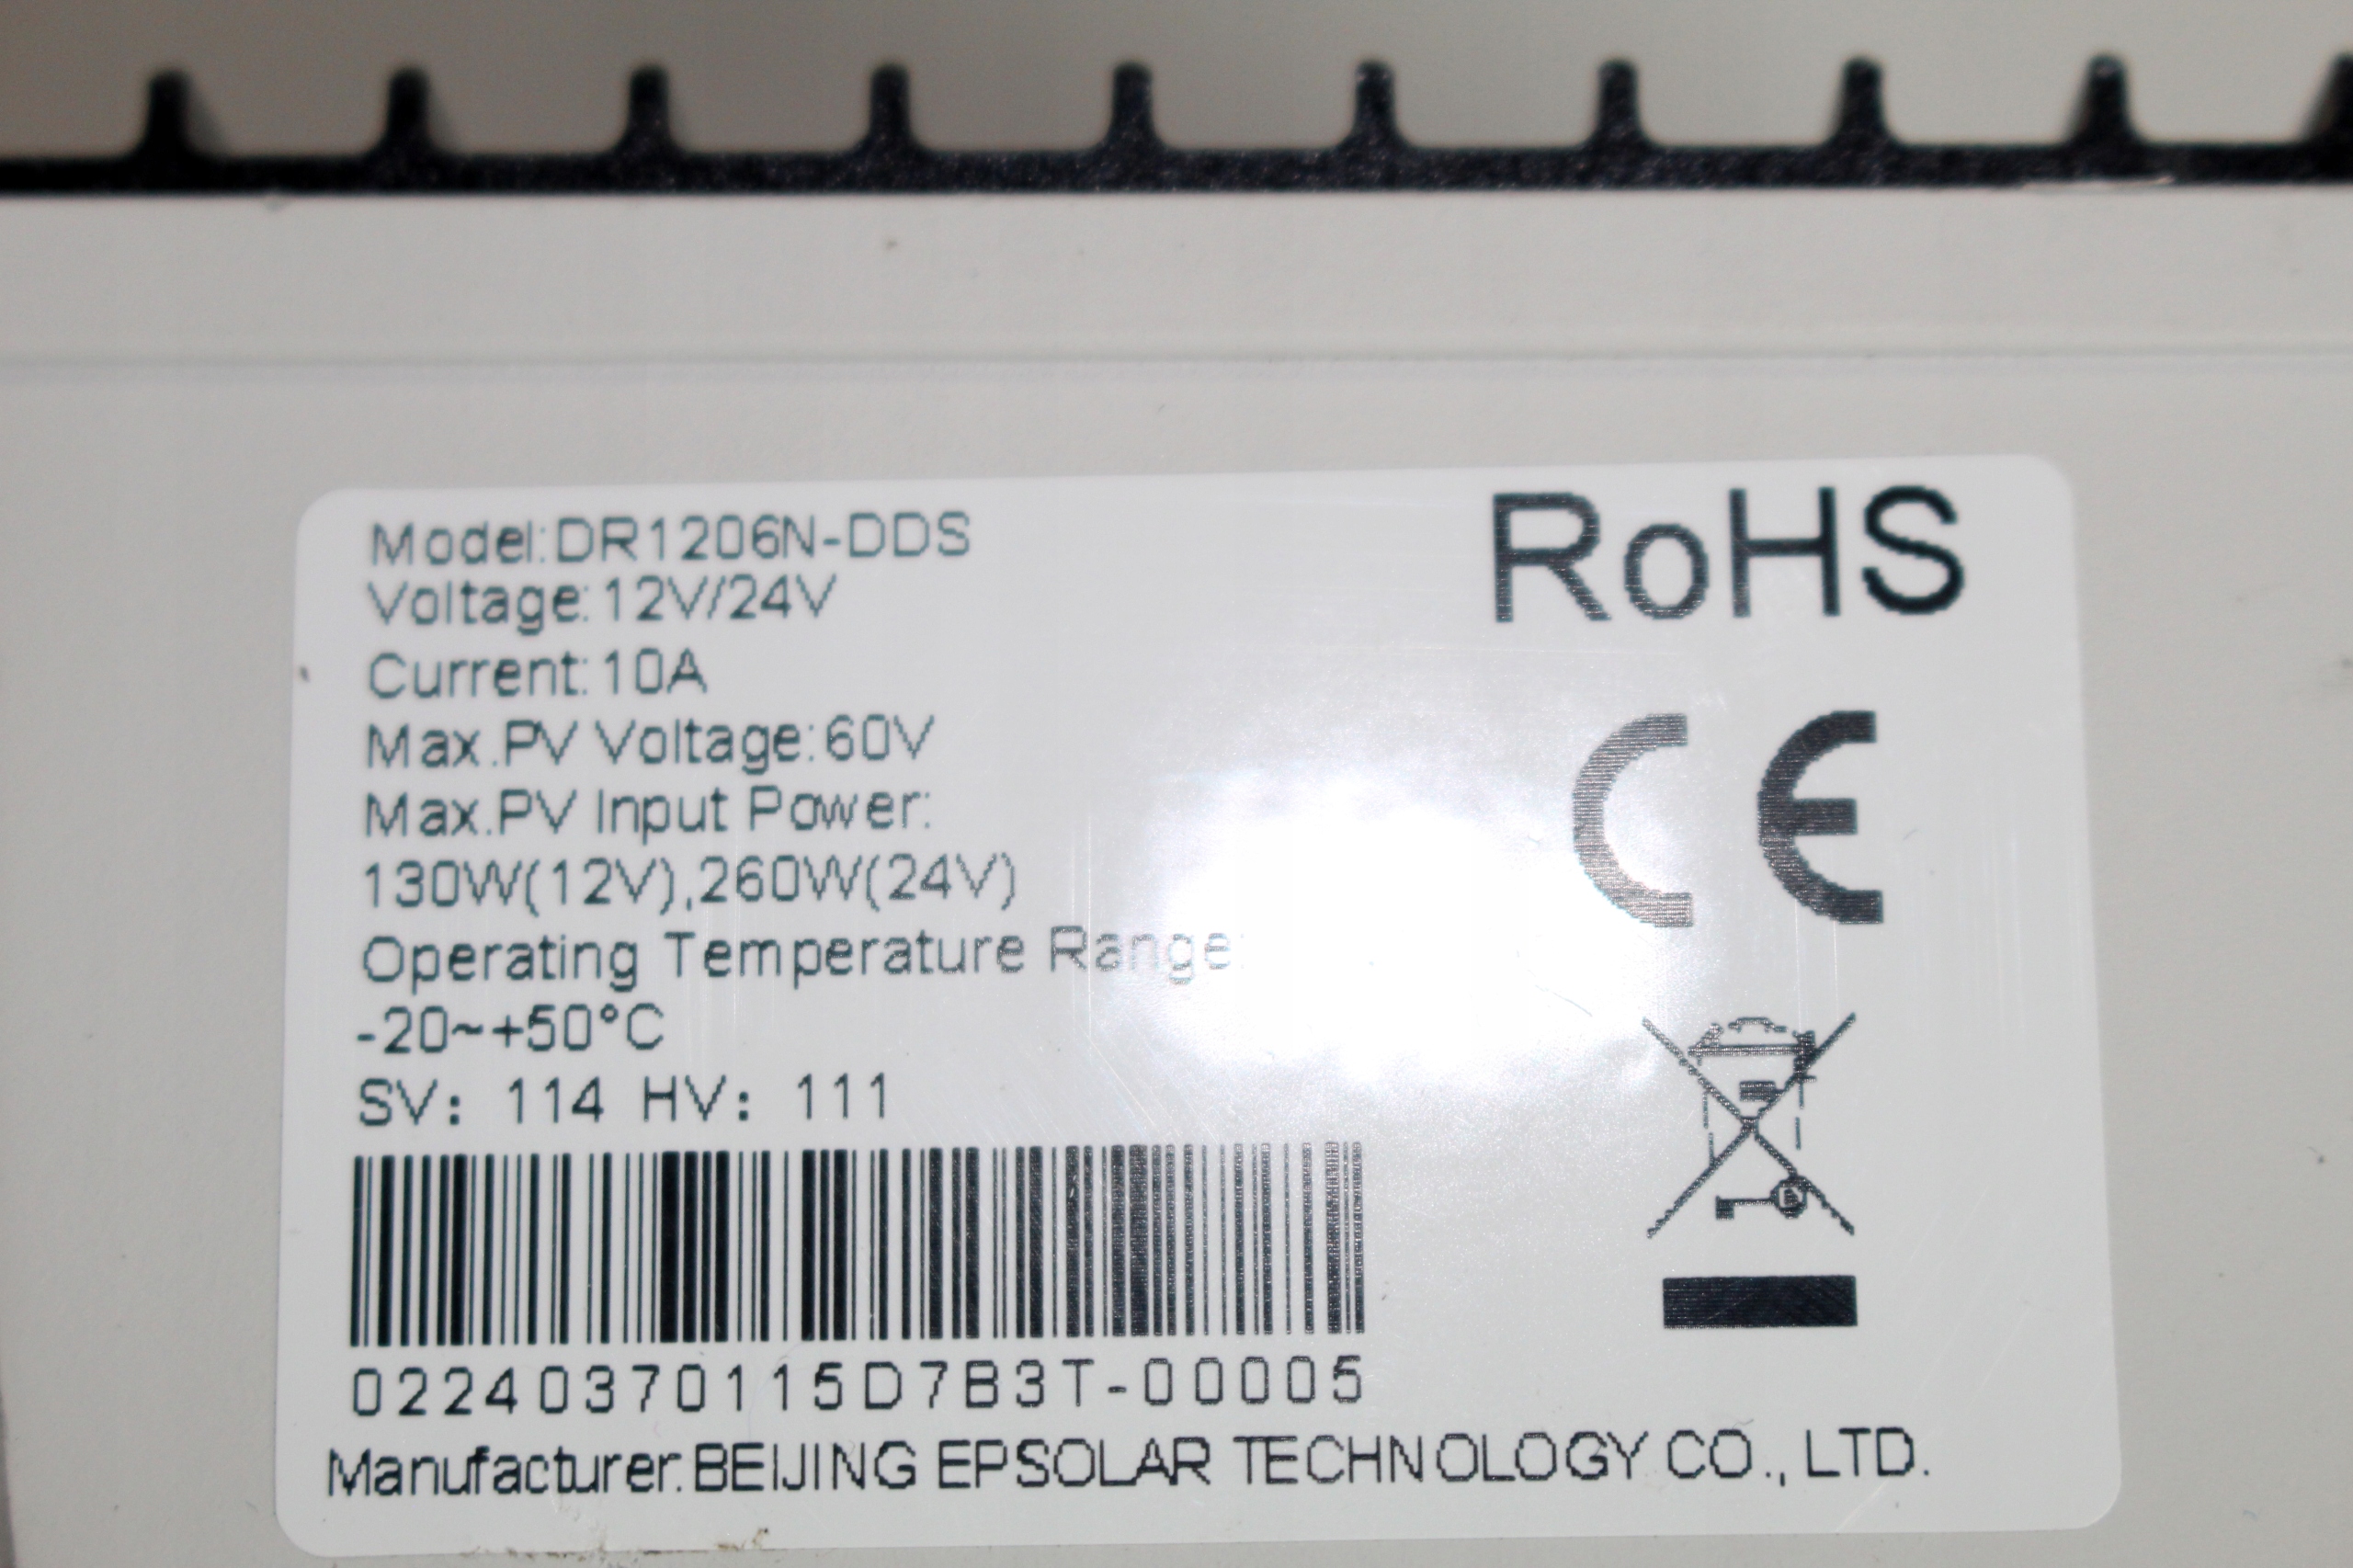 Model:DR1206N-DDS
RoHS
Voltage:12V/24V
Current:10A
Max.PV Voltage:60V
CE
Max.PV Input Power:
130W(12V),260W(24V)
Operating Temperature Range:
-20~+50°C
SV: 114 HV: 111
02240370115D7B3T-00005
Manufacturer:BEIJING EPSOLAR TECHNOLOGY CO., LTD.